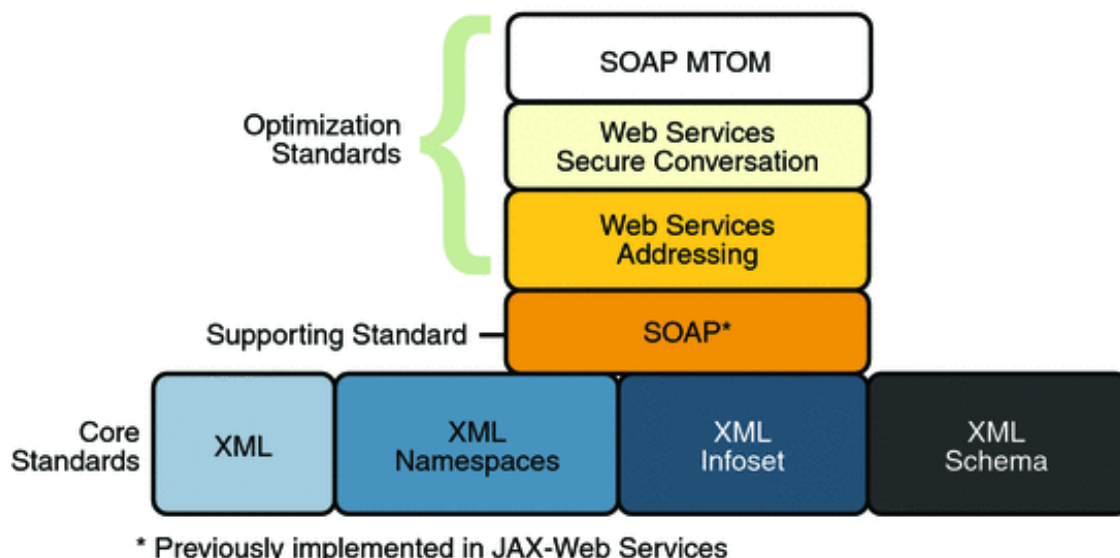 SOAP MTOM
Optimization
Standards
Web Services
Secure Conversation
Web Services
Addressing
Supporting Standard
SOAP*
Core
Standards
XML
XML
Namespaces
XML
Infoset
XML
Schema
* Previously implemented in JAX-Web Services